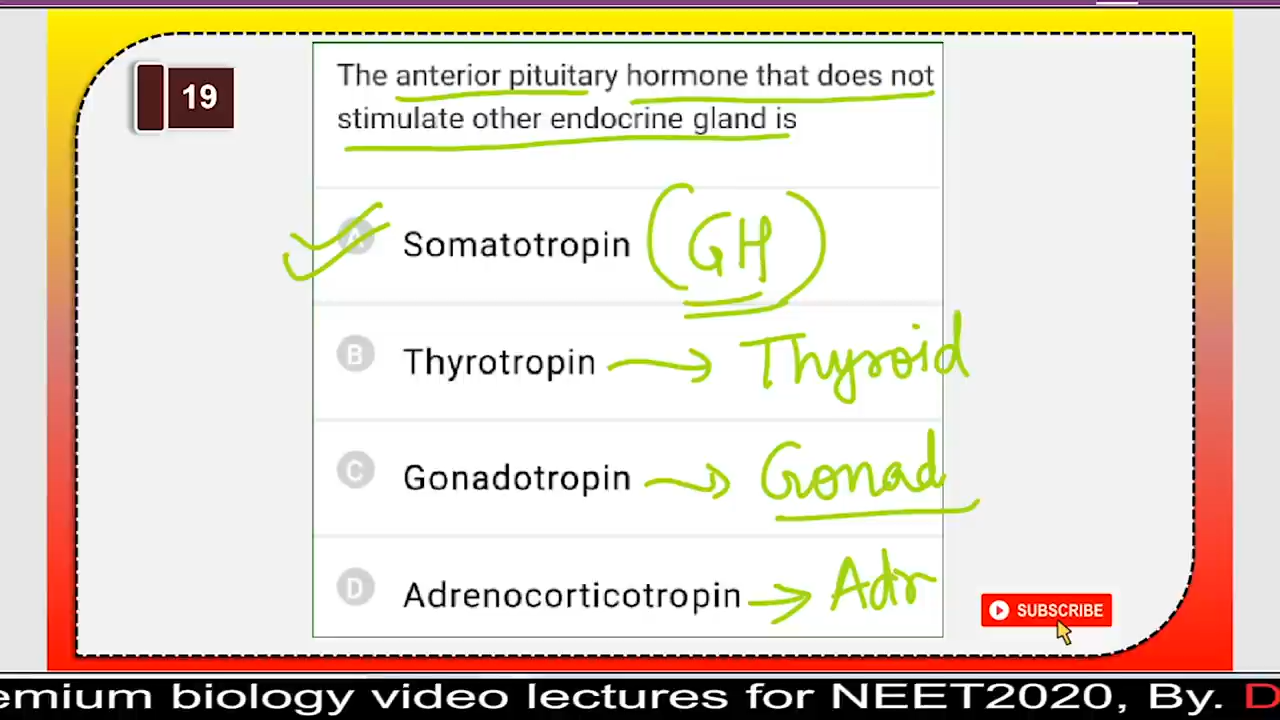 19
The anterior pituitary hormone that does not
stimulate other endocrine gland is
A Somatotropin (GH)
B Thyrotropin → Thyroid
C Gonadotropin → Gonad
D Adrenocorticotropin → Adr
SUBSCRIBE
emium biology video lectures for NEET2020, By. D